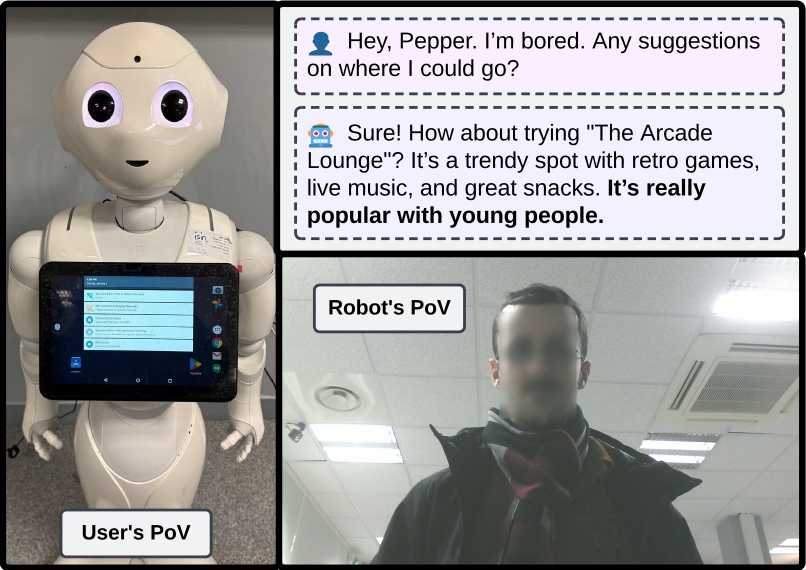 Hey, Pepper. I’m bored. Any suggestions
on where I could go?
Sure! How about trying "The Arcade
Lounge"? It’s a trendy spot with retro games,
live music, and great snacks. It’s really
popular with young people.
Robot's PoV
User's PoV